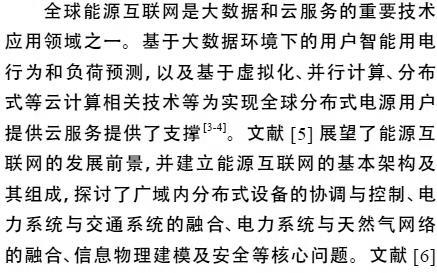 全球能源互联网是大数据和云服务的重要技术
应用领域之一。基于大数据环境下的用户智能用电
行为和负荷预测,以及基于虚拟化、并行计算、分布
式等云计算相关技术等为实现全球分布式电源用户
提供云服务提供了支撑[3-4]。文献[5]展望了能源互
联网的发展前景,并建立能源互联网的基本架构及
其组成,探讨了广域内分布式设备的协调与控制、电
力系统与交通系统的融合、电力系统与天然气网络
的融合、信息物理建模及安全等核心问题。文献[6]